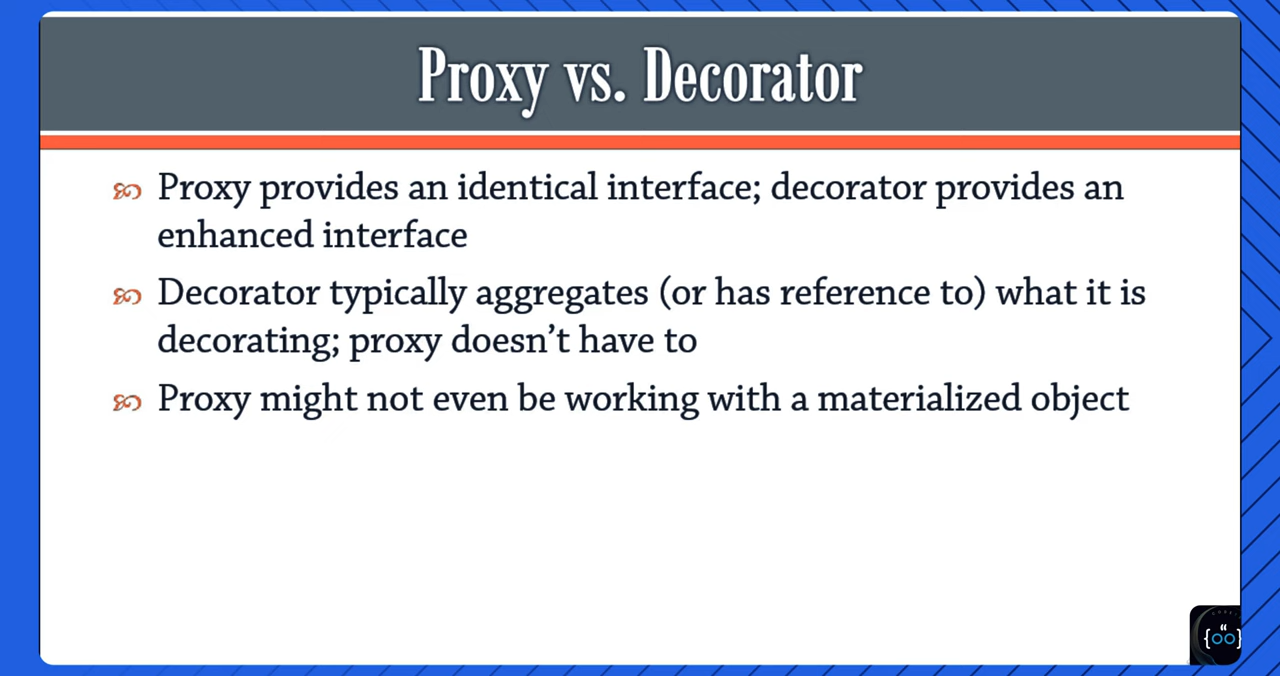 Proxy vs. Decorator
Proxy provides an identical interface; decorator provides an
enhanced interface
Decorator typically aggregates (or has reference to) what it is
decorating; proxy doesn’t have to
Proxy might not even be working with a materialized object